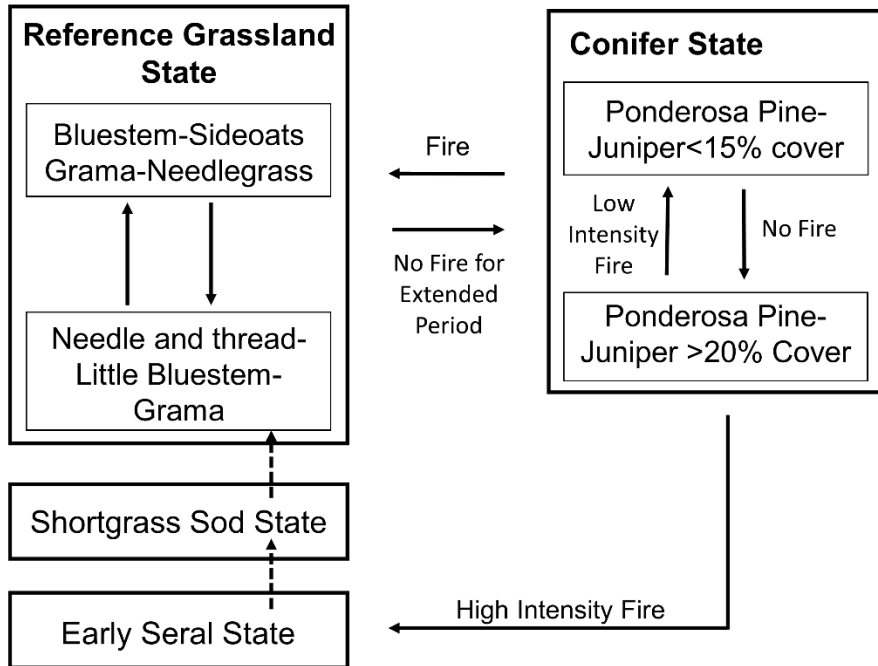 Reference Grassland
State
Bluestem-Sideoats
Grama-Needlegrass
Needle and thread-
Little Bluestem-
Grama
Shortgrass Sod State
Early Seral State
Fire
No Fire for
Extended
Period
Conifer State
Ponderosa Pine-
Juniper<15% cover
Low
Intensity
Fire
No Fire
Ponderosa Pine-
Juniper >20% Cover
High Intensity Fire